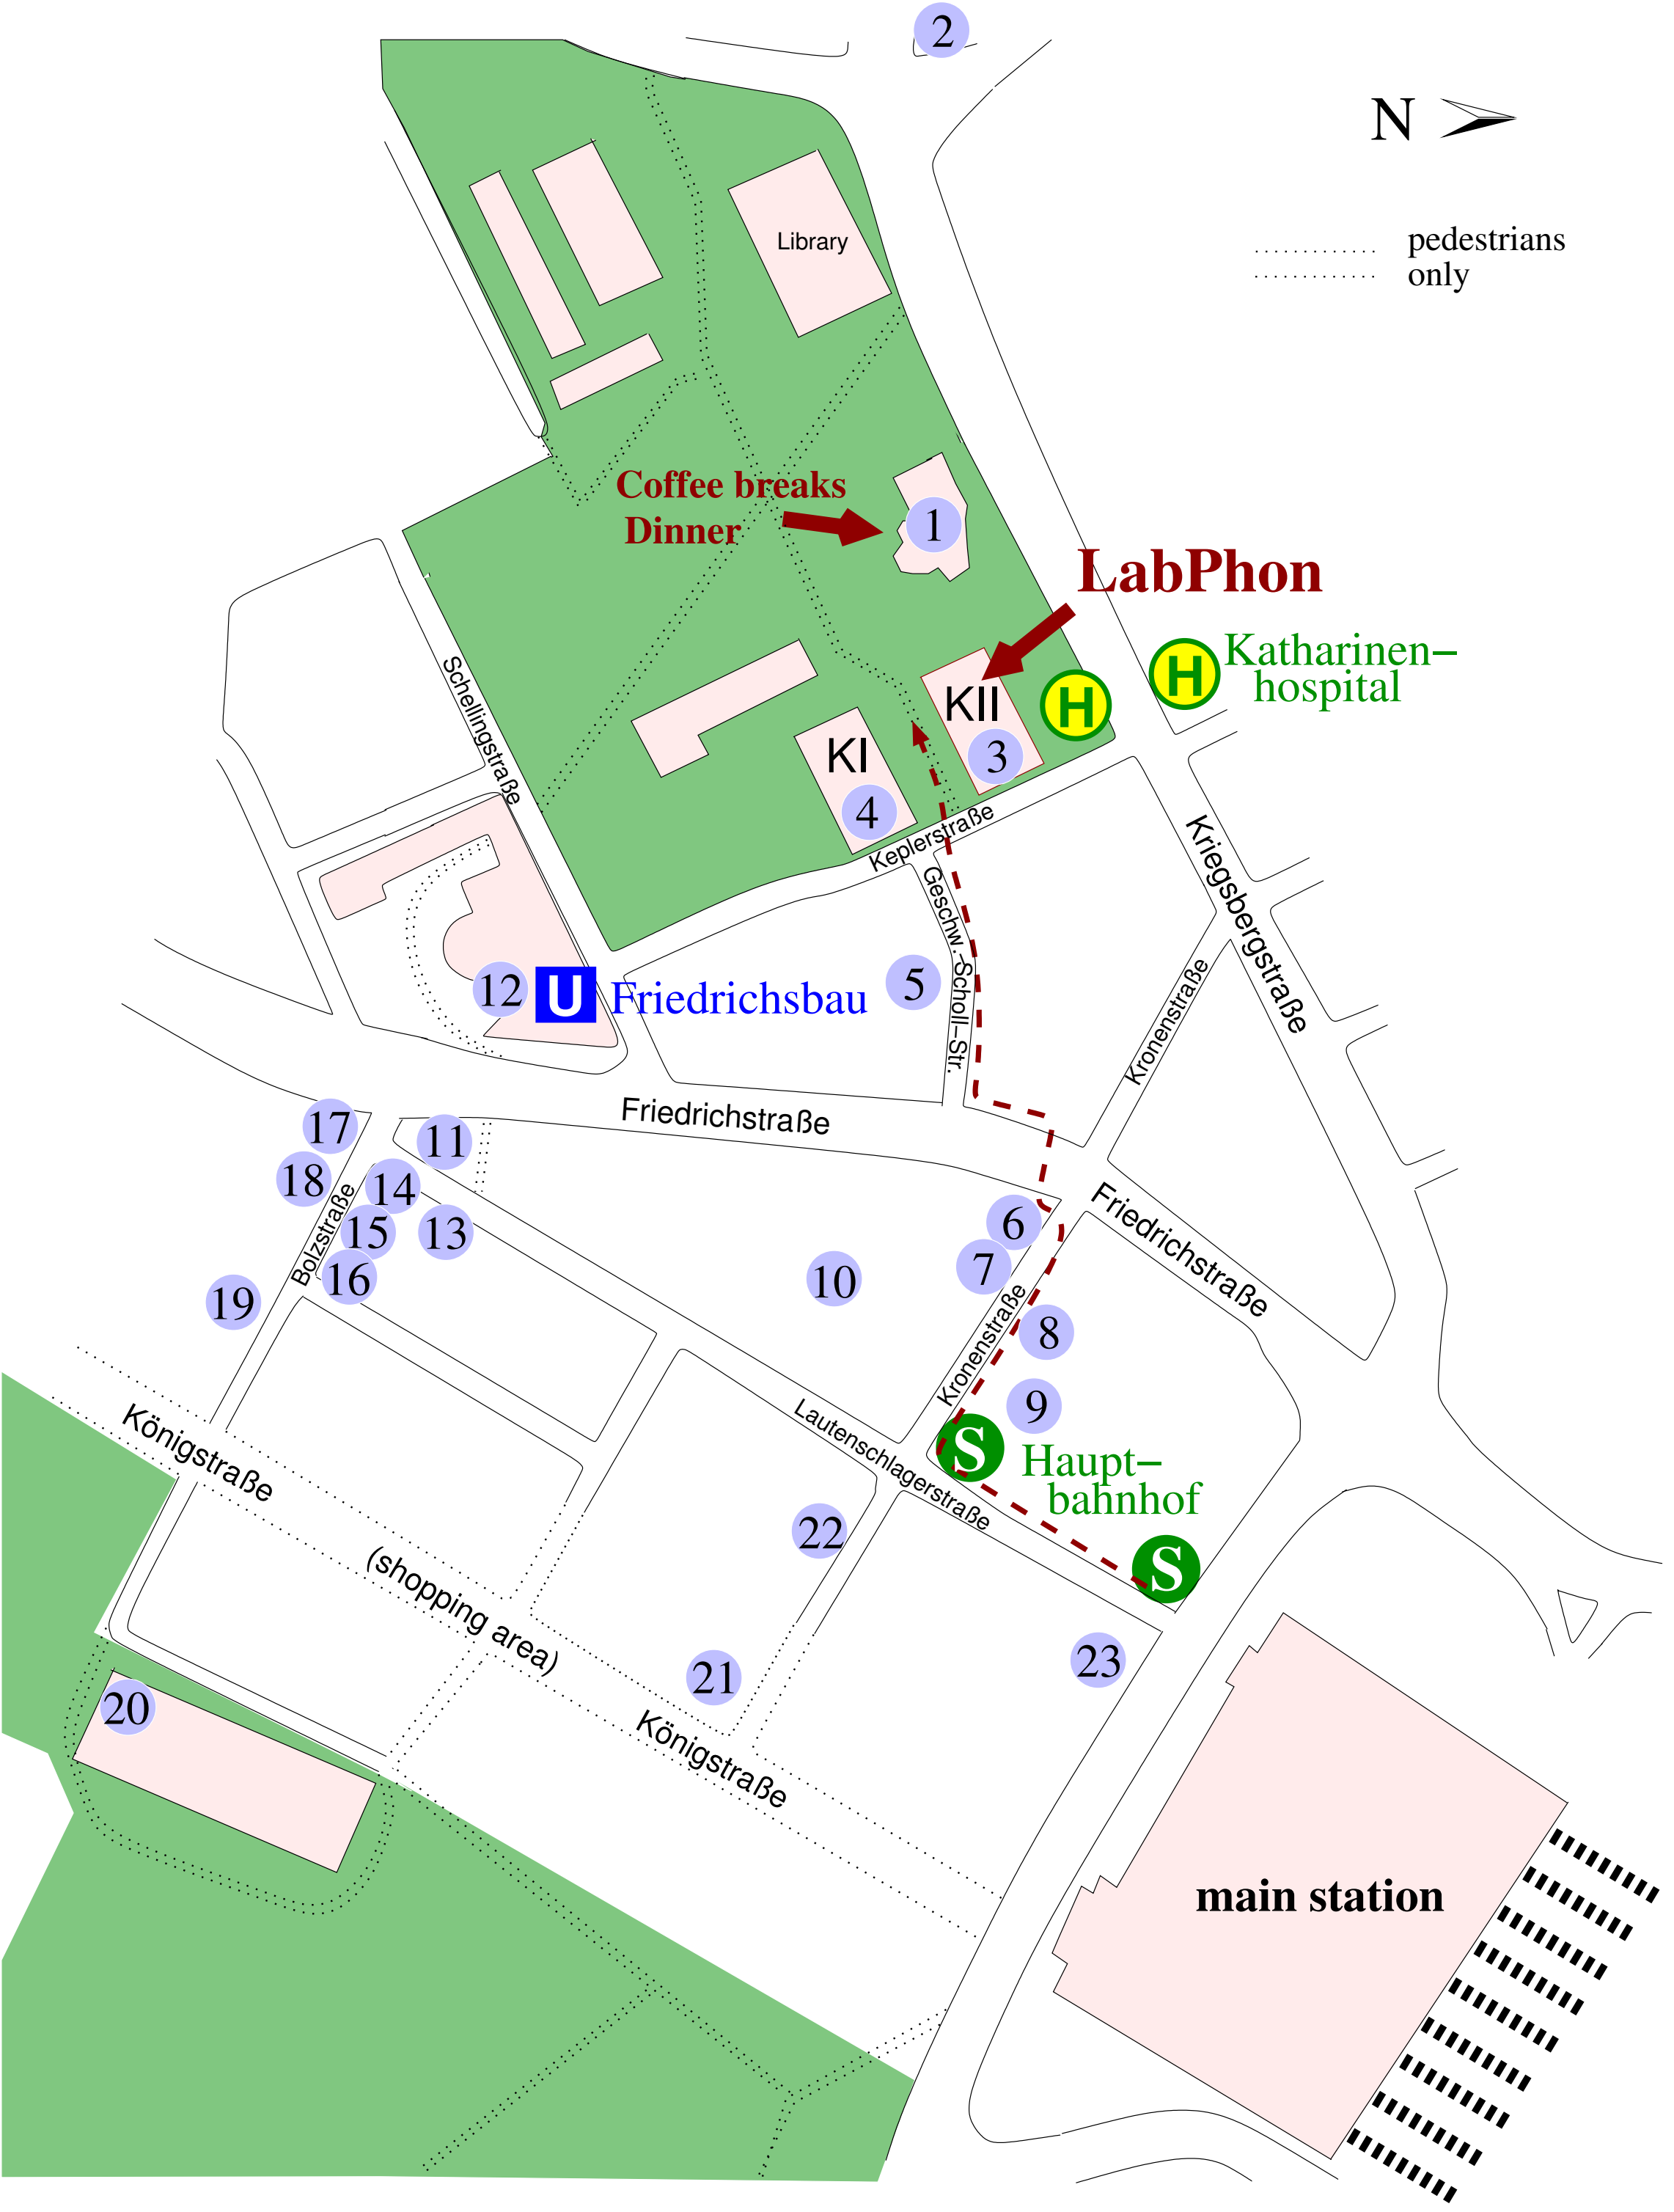 2
N
pedestrians
only
Library
Coffee breaks
Dinner
1
LabPhon
H
Katharinen–
hospital
H
Schellingstraße
KII
3
KI
4
Keplerstraße
Kriegsbergstraße
Geschw.–Scholl–Str.
5
Kronenstraße
12
U
Friedrichsbau
Friedrichstraße
17
11
18
14
15
13
Bolzstraße
16
19
10
6
7
Friedrichstraße
8
Kronenstraße
9
S
Haupt–
bahnhof
S
Lautenschlagerstraße
Königstraße
22
(shopping area)
21
23
20
Königstraße
main station